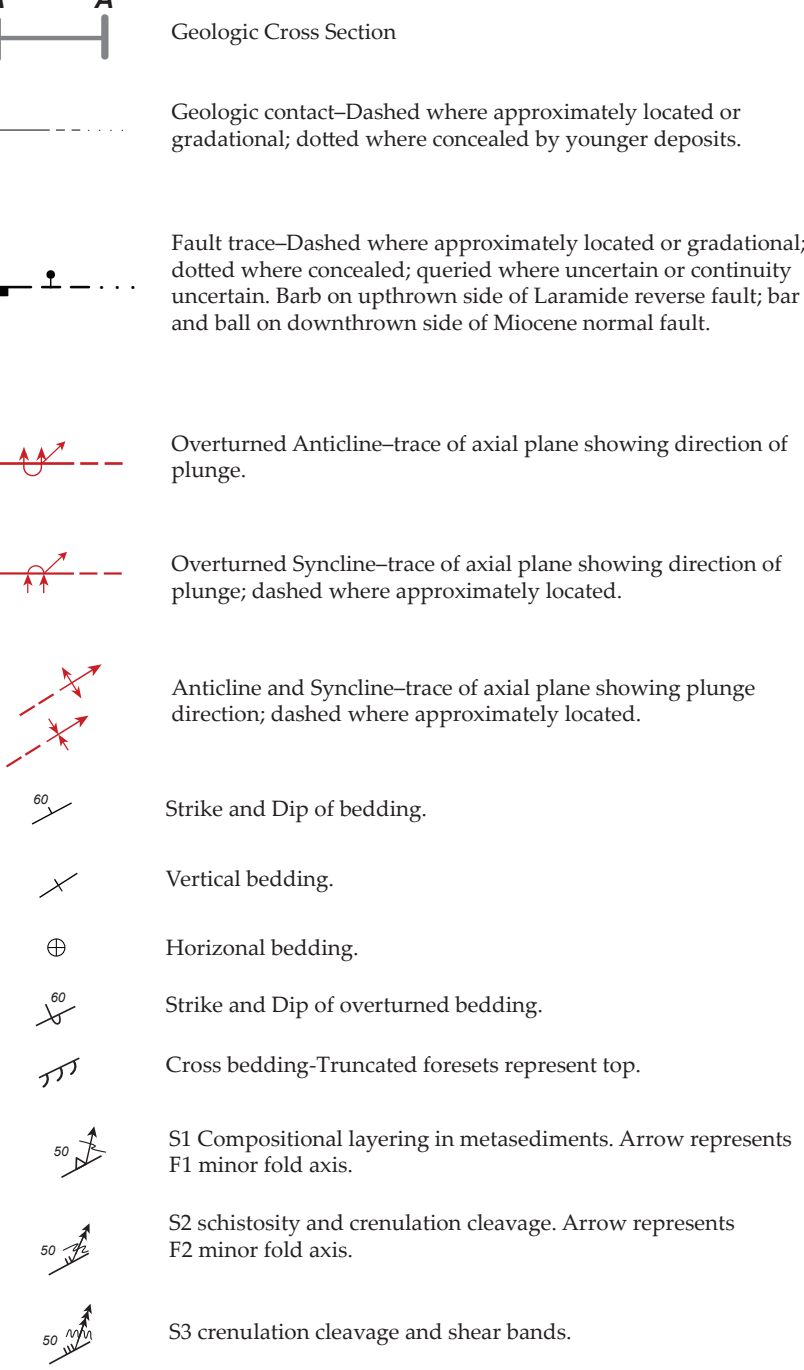 A A
Geologic Cross Section
Geologic contact–Dashed where approximately located or
gradational; dotted where concealed by younger deposits.
Fault trace–Dashed where approximately located or gradational;
dotted where concealed; queried where uncertain or continuity
uncertain. Barb on upthrown side of Laramide reverse fault; bar
and ball on downthrown side of Miocene normal fault.
Overturned Anticline–trace of axial plane showing direction of
plunge.
Overturned Syncline–trace of axial plane showing direction of
plunge; dashed where approximately located.
Anticline and Syncline–trace of axial plane showing plunge
direction; dashed where approximately located.
60 Strike and Dip of bedding.
Vertical bedding.
Horizonal bedding.
60 Strike and Dip of overturned bedding.
Cross bedding-Truncated foresets represent top.
50 S1 Compositional layering in metasediments. Arrow represents
F1 minor fold axis.
50 S2 schistosity and crenulation cleavage. Arrow represents
F2 minor fold axis.
50 S3 crenulation cleavage and shear bands.